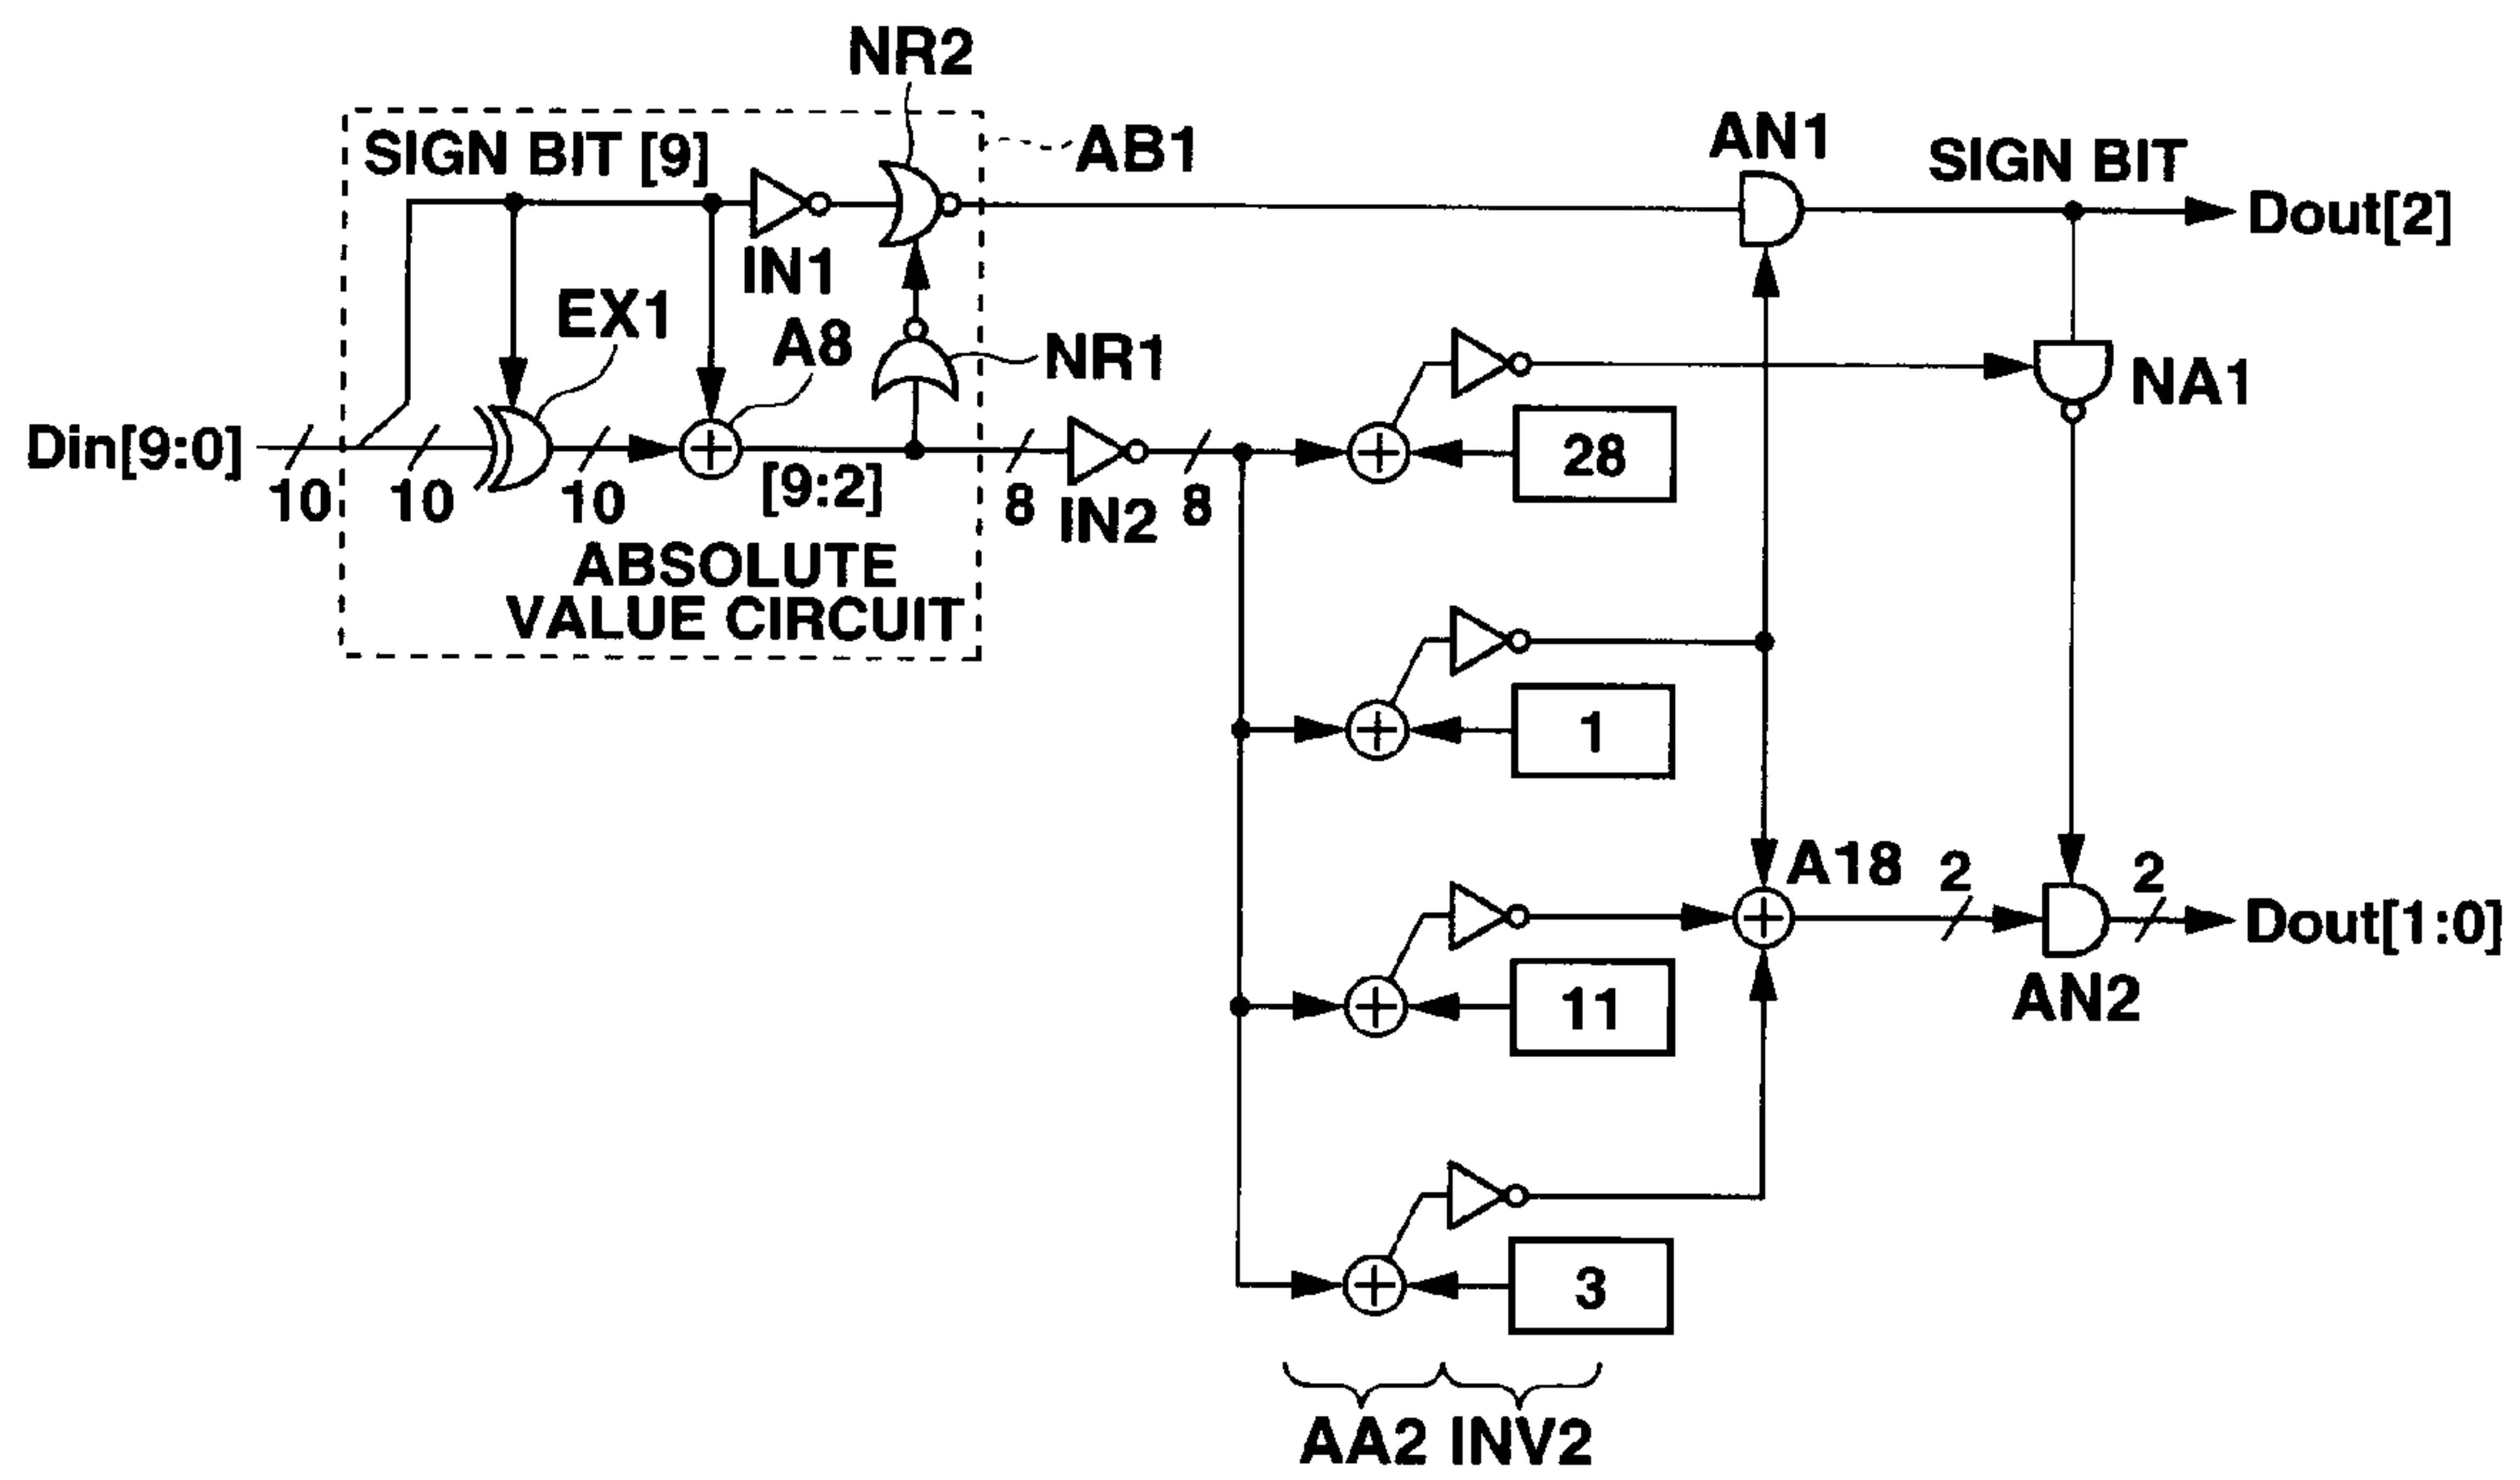 NR2
SIGN BIT [9]
AB1
AN1
SIGN BIT
Dout[2]
IN1
EX1
A8
NR1
NA1
Din[9:0]
10
10
10
[9:2]
8
IN2
8
28
ABSOLUTE
VALUE CIRCUIT
1
A18
2
2
Dout[1:0]
11
AN2
3
AA2
INV2